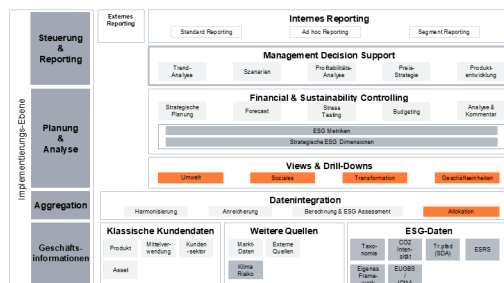 Implementierungs-Ebene
Steuerung
&
Reporting
Externes
Reporting
Internes Reporting
Standard Reporting
Ad hoc Reporting
Segment Reporting
Management Decision Support
Trend-
Analyse
Szenarien
Profitabilitäts-
Analyse
Preis-
Strategie
Produkt-
entwicklung
Planung
&
Analyse
Financial & Sustainability Controlling
Strategische
Planung
Forecast
Stress
Testing
Budgeting
Analyse &
Kommentar
ESG Metriken
Strategische ESG Dimensionen
Views & Drill-Downs
Umwelt
Soziales
Transformation
Geschäftseinheiten
Aggregation
Datenintegration
Harmonisierung
Anreicherung
Berechnung & ESG Assessment
Allokation
Geschäfts-
informationen
Klassische Kundendaten
Produkt
Mittelver-
wendung
Kunden
-sektor
Asset
Weitere Quellen
Markt-
Daten
Externe
Quellen
Klima
Risiko
ESG-Daten
Taxo-
nomie
CO2
Inten-
sität
Tr.pfad
(SDA)
ESRS
Eigenes
Frame-
work
EUGBS
/
ICMA